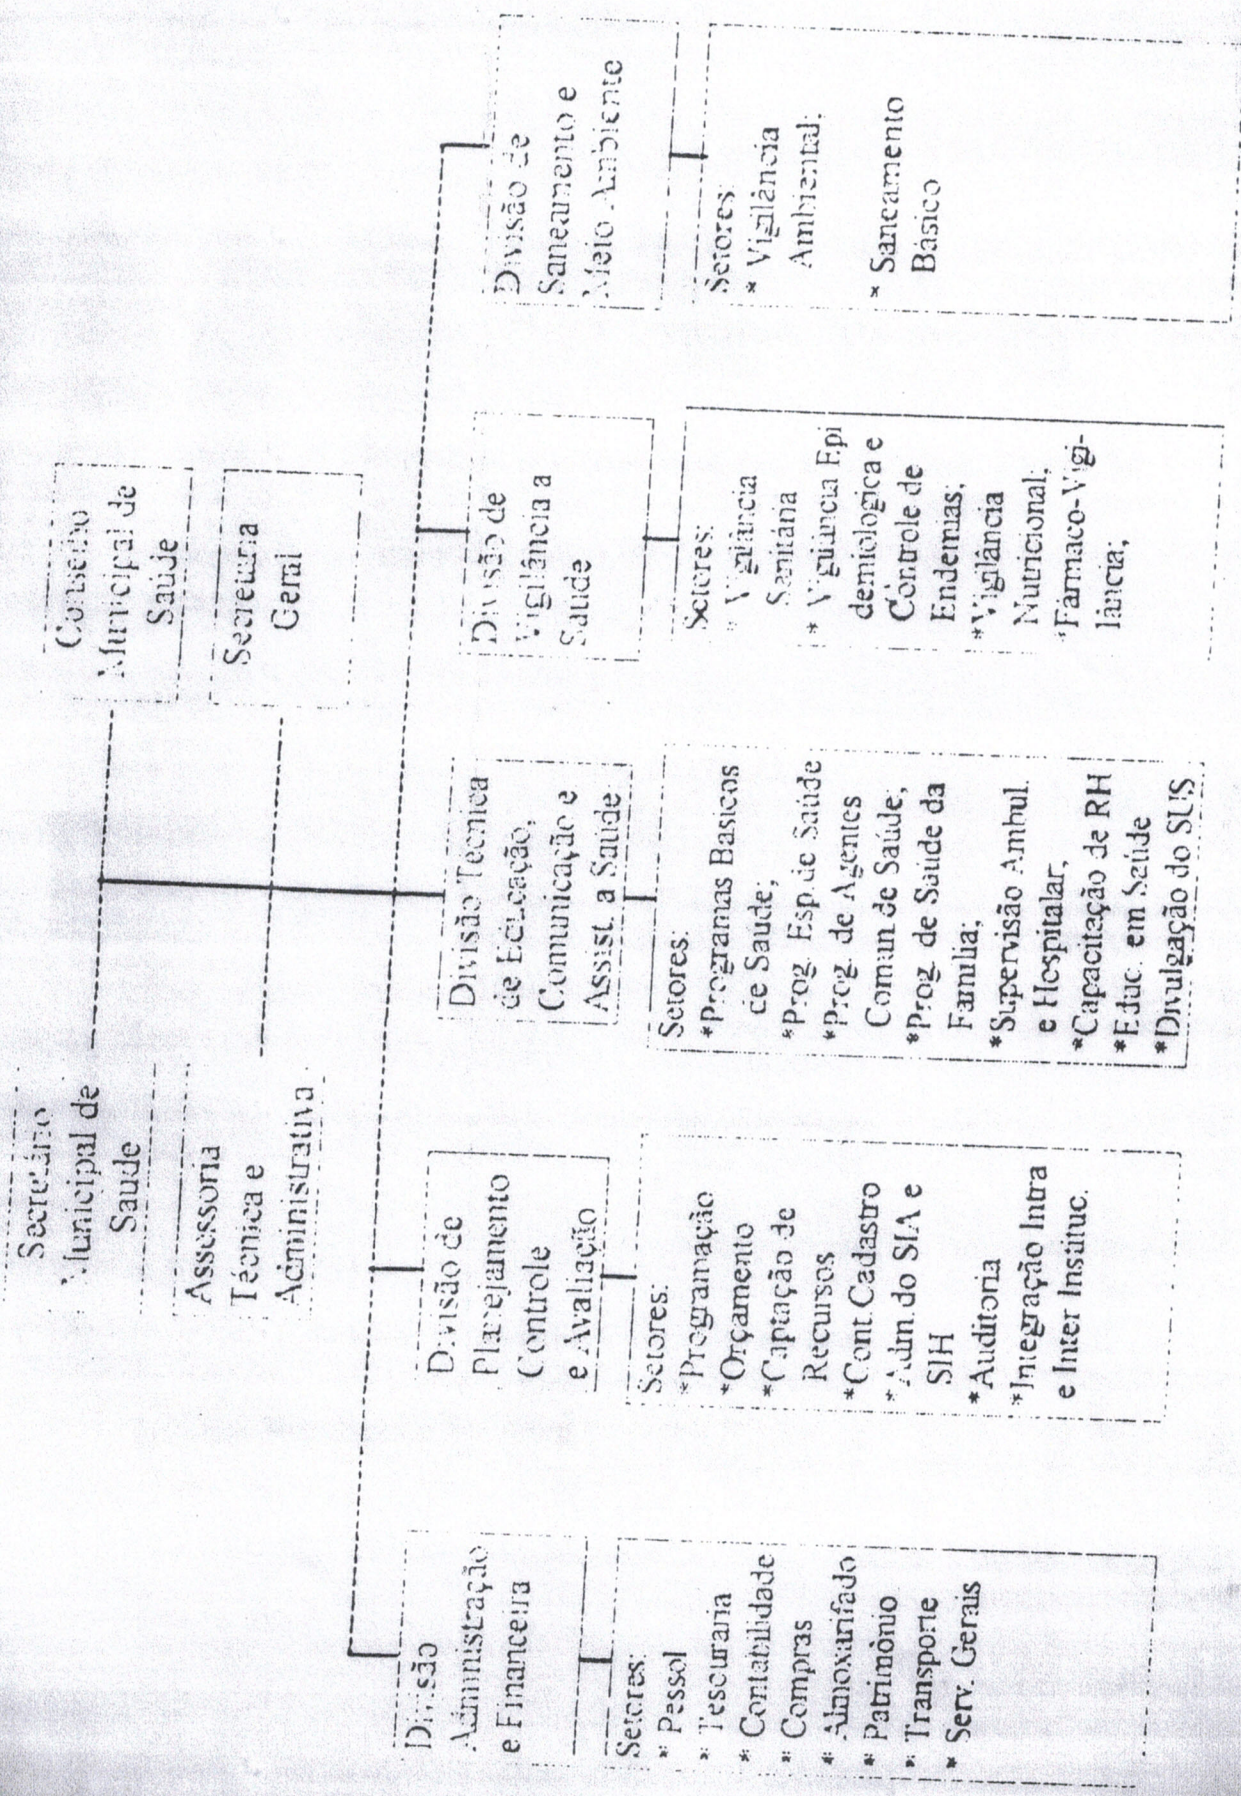 Secretário
Municipal de
Saude
Conselho
Municipal de
Saúde
Assessoria
Técnica e
Administrativa
Secretaria
Geral
Divisão
Administração
e Financeira
Setores:
* Pessol
* Tesouraria
* Contabilidade
* Compras
* Almoxarifado
* Patrimônio
* Transporte
* Serv. Gerais
Divisão de
Planejamento
Controle
e Avaliação
Setores:
*Programação
*Orçamento
*Captação de
Recursos
*Cont.Cadastro
*Adm.do SIA e
SIH
*Auditoria
*Integração Intra
e Inter Instituc.
Divisão Técnica
de Educação,
Comunicação e
Assist. a Saúde
Setores:
*Programas Basicos
de Saude;
*Prog. Esp.de Saúde
*Prog. de Agentes
Comun de Saúde;
*Prog. de Saude da
Familia;
*Supervisão Ambul.
e Hospitalar;
*Capacitação de RH
*Educ. em Saúde
*Divulgação do SUS
Divisão de
Vigilância a
Saude
Setores:
* Vigilância
Sanitária
* Vigilância Epi
demiologica e
Controle de
Endemias;
*Vigilância
Nutricional;
*Fármaco-Vigi-
lância;
Divisão de
Saneamento e
Meio Ambiente
Setores:
* Vigilância
Ambiental;
* Saneamento
Básico